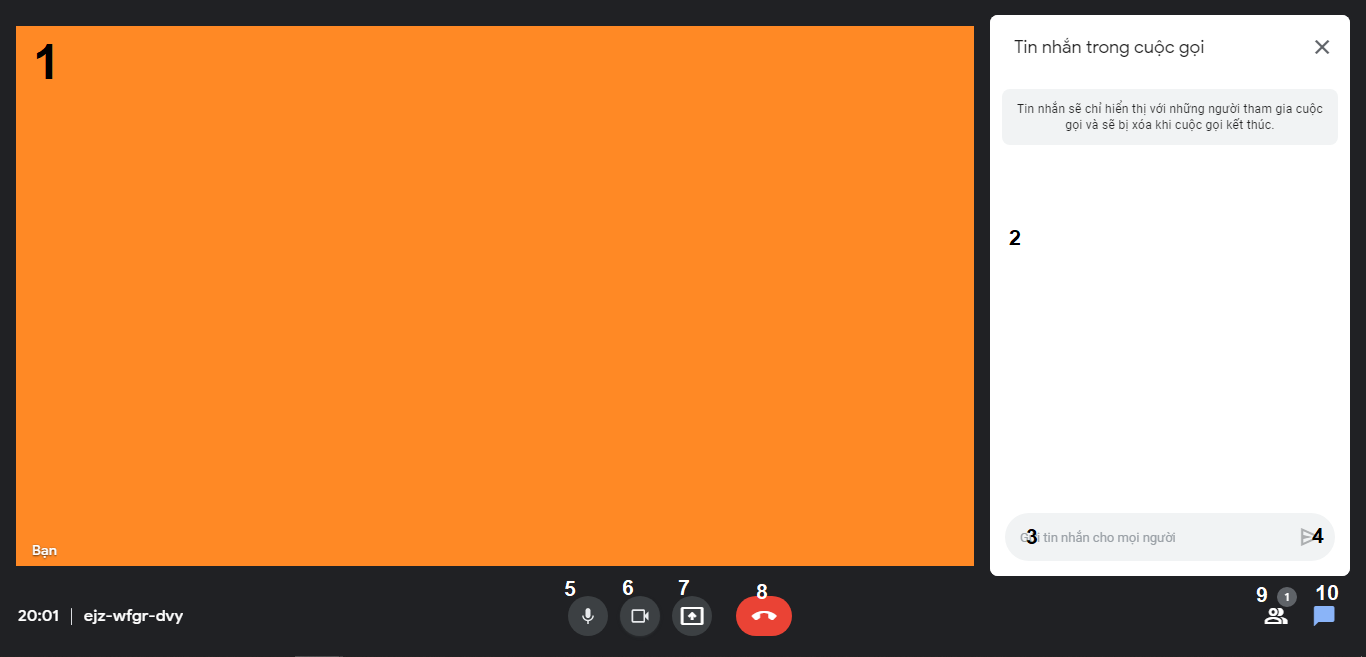 1
Tin nhắn trong cuộc gọi
Tin nhắn sẽ chỉ hiển thị với những người tham gia cuộc
gọi và sẽ bị xóa khi cuộc gọi kết thúc.
2
3 tin nhắn cho mọi người 4
Bạn
5 6 7 8 9 1 10
20:01 | ejz-wfgr-dvy